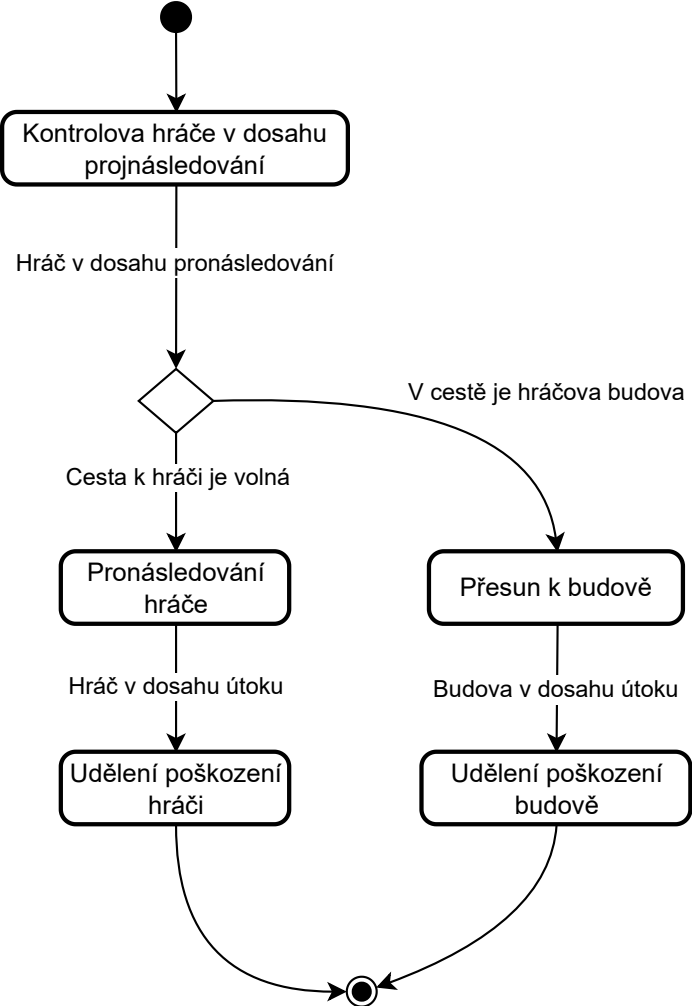 Kontrolova hráče v dosahu
projnásledování
Hráč v dosahu pronásledování
V cestě je hráčova budova
Cesta k hráči je volná
Pronásledování
hráče
Přesun k budově
Hráč v dosahu útoku
Budova v dosahu útoku
Udělení poškození
hráči
Udělení poškození
budově